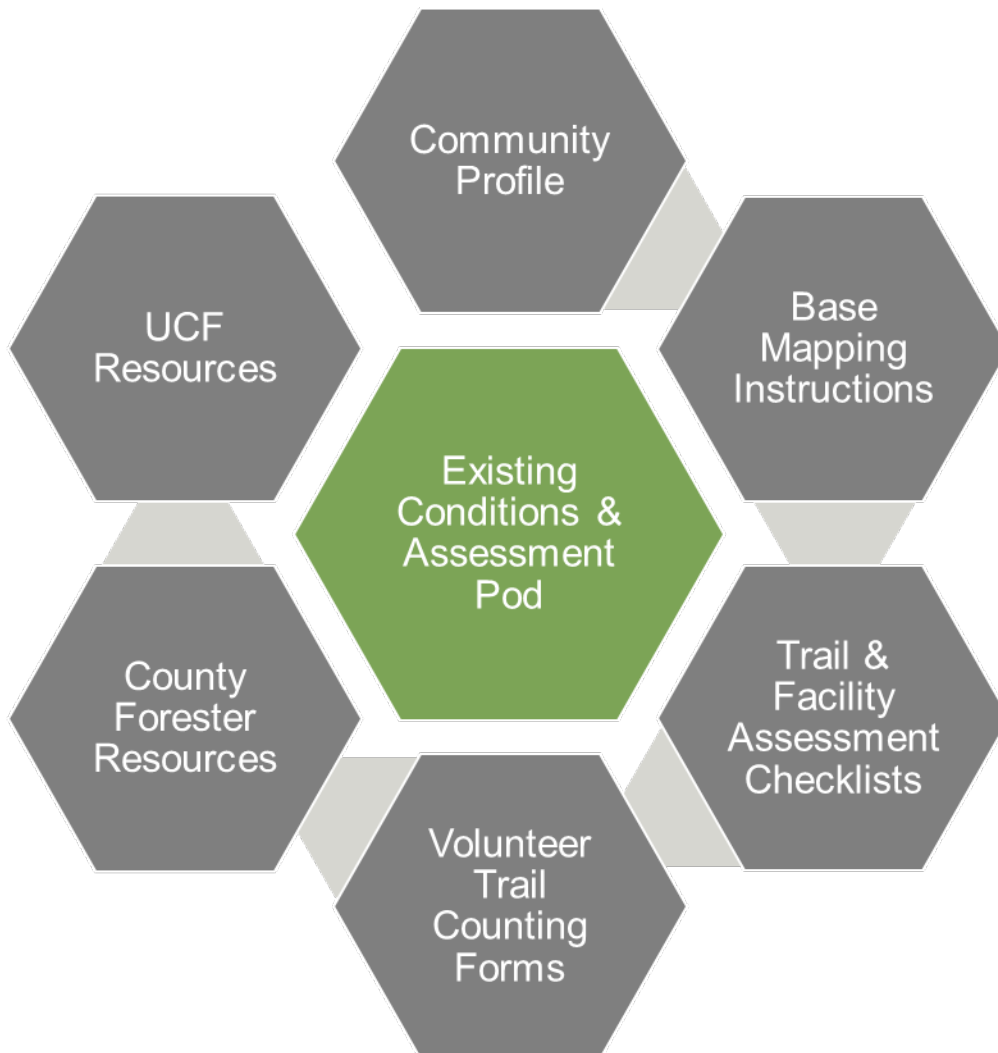 Community
Profile
Base
Mapping
Instructions
Trail &
Facility
Assessment
Checklists
Volunteer
Trail
Counting
Forms
County
Forester
Resources
UCF
Resources
Existing
Conditions &
Assessment
Pod